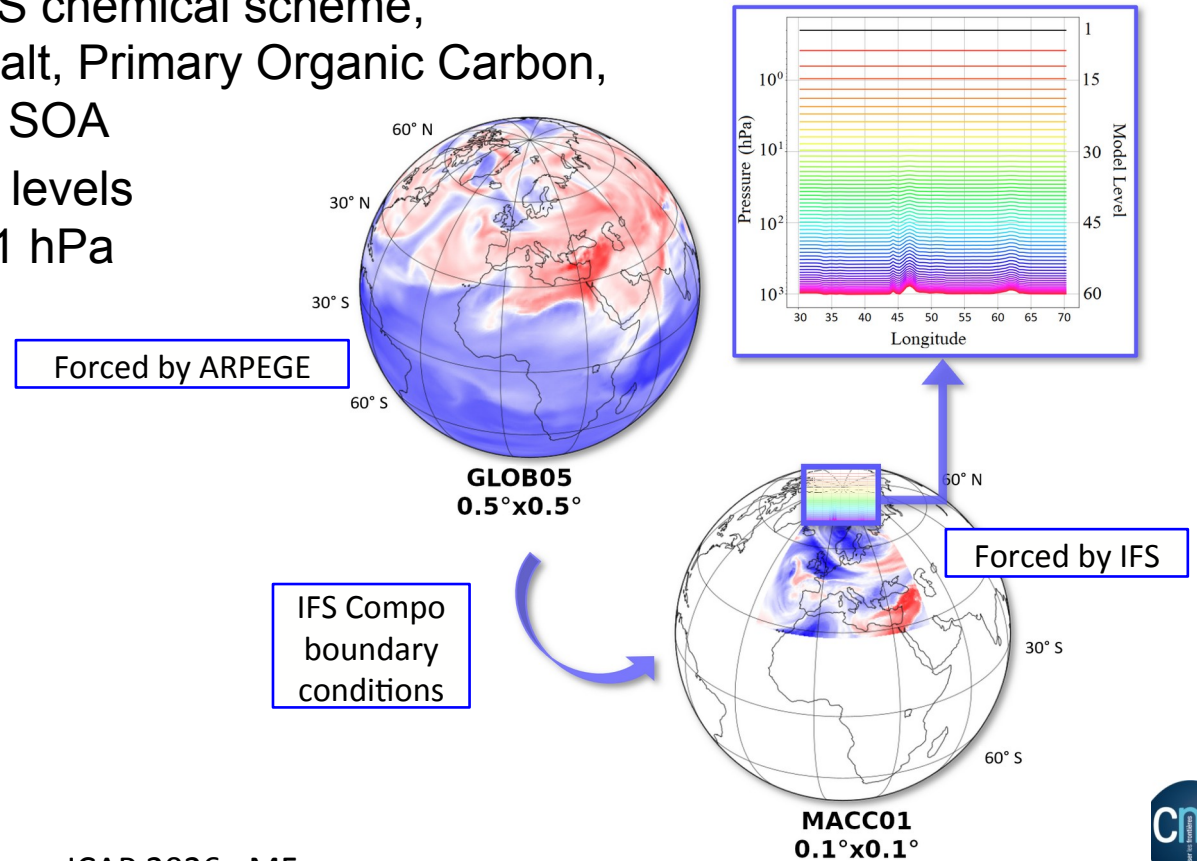 S chemical scheme,
alt, Primary Organic Carbon,
SOA
levels
1 hPa
Forced by ARPEGE
60° N
30° N
30° S
60° S
GLOB05
0.5°x0.5°
Pressure (hPa)
10⁰
10¹
10²
10³
1
15
30
45
60
Model Level
30 35 40 45 50 55 60 65 70
Longitude
IFS Compo
boundary
conditions
60° N
Forced by IFS
30° S
60° S
MACC01
0.1°x0.1°